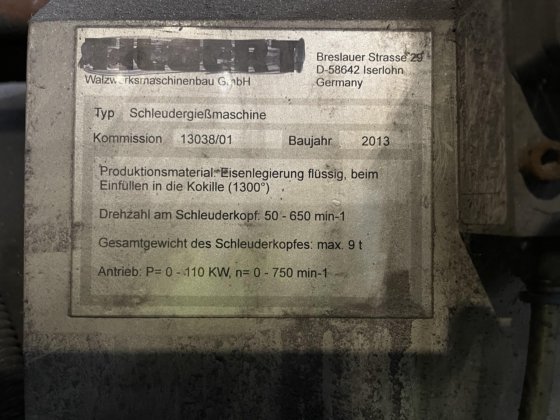 Walzwerksmaschinenbau GmbH
Breslauer Strasse 29
D-58642 Iserlohn
Germany
Typ Schleudergießmaschine
Kommission 13038/01 Baujahr 2013
Produktionsmaterial: Eisenlegierung flüssig, beim
Einfüllen in die Kokille (1300°)
Drehzahl am Schleuderkopf: 50 - 650 min-1
Gesamtgewicht des Schleuderkopfes: max. 9 t
Antrieb: P= 0 - 110 KW, n= 0 - 750 min-1